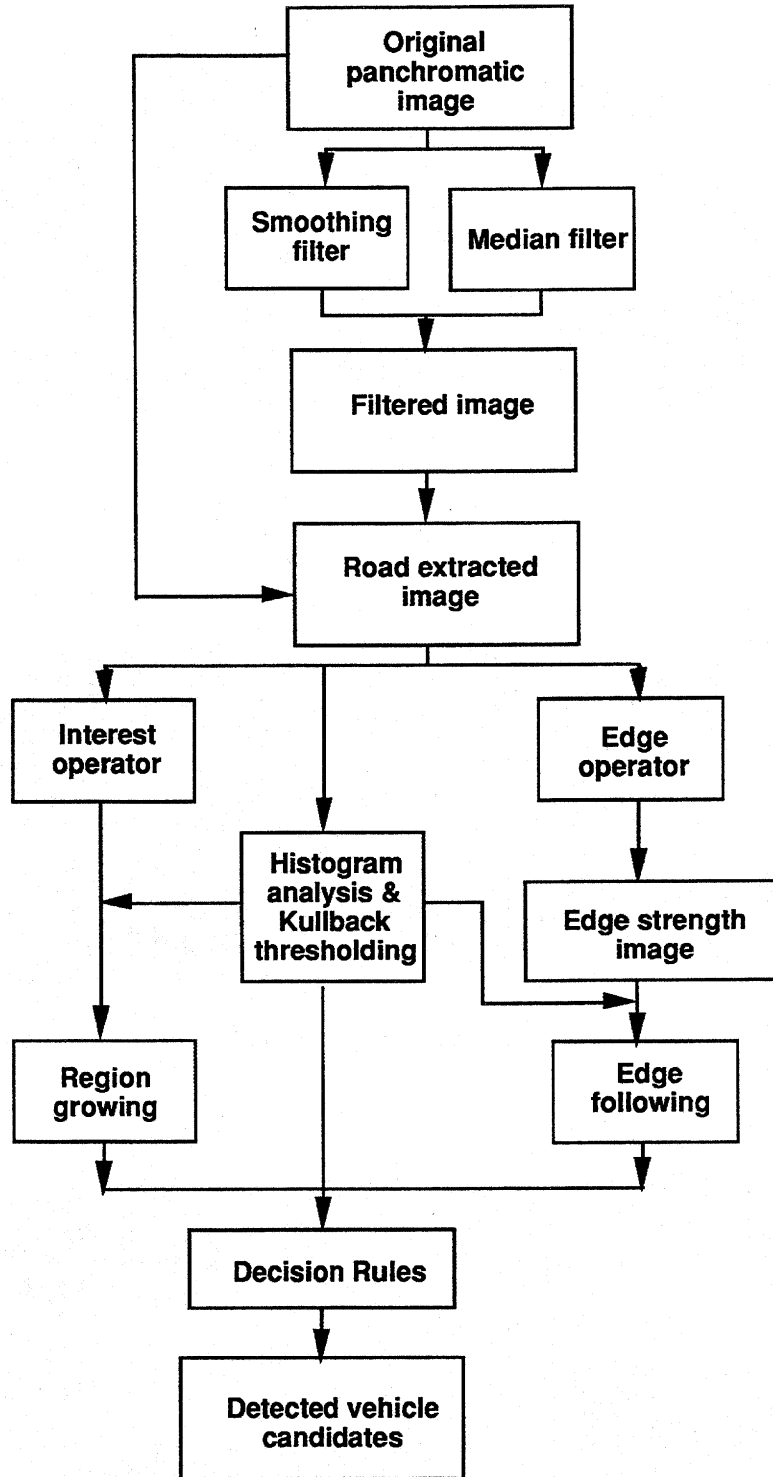 Original
panchromatic
image
Smoothing
filter
Median filter
Filtered image
Road extracted
image
Interest
operator
Edge
operator
Histogram
analysis &
Kullback
thresholding
Edge strength
image
Region
growing
Edge
following
Decision Rules
Detected vehicle
candidates